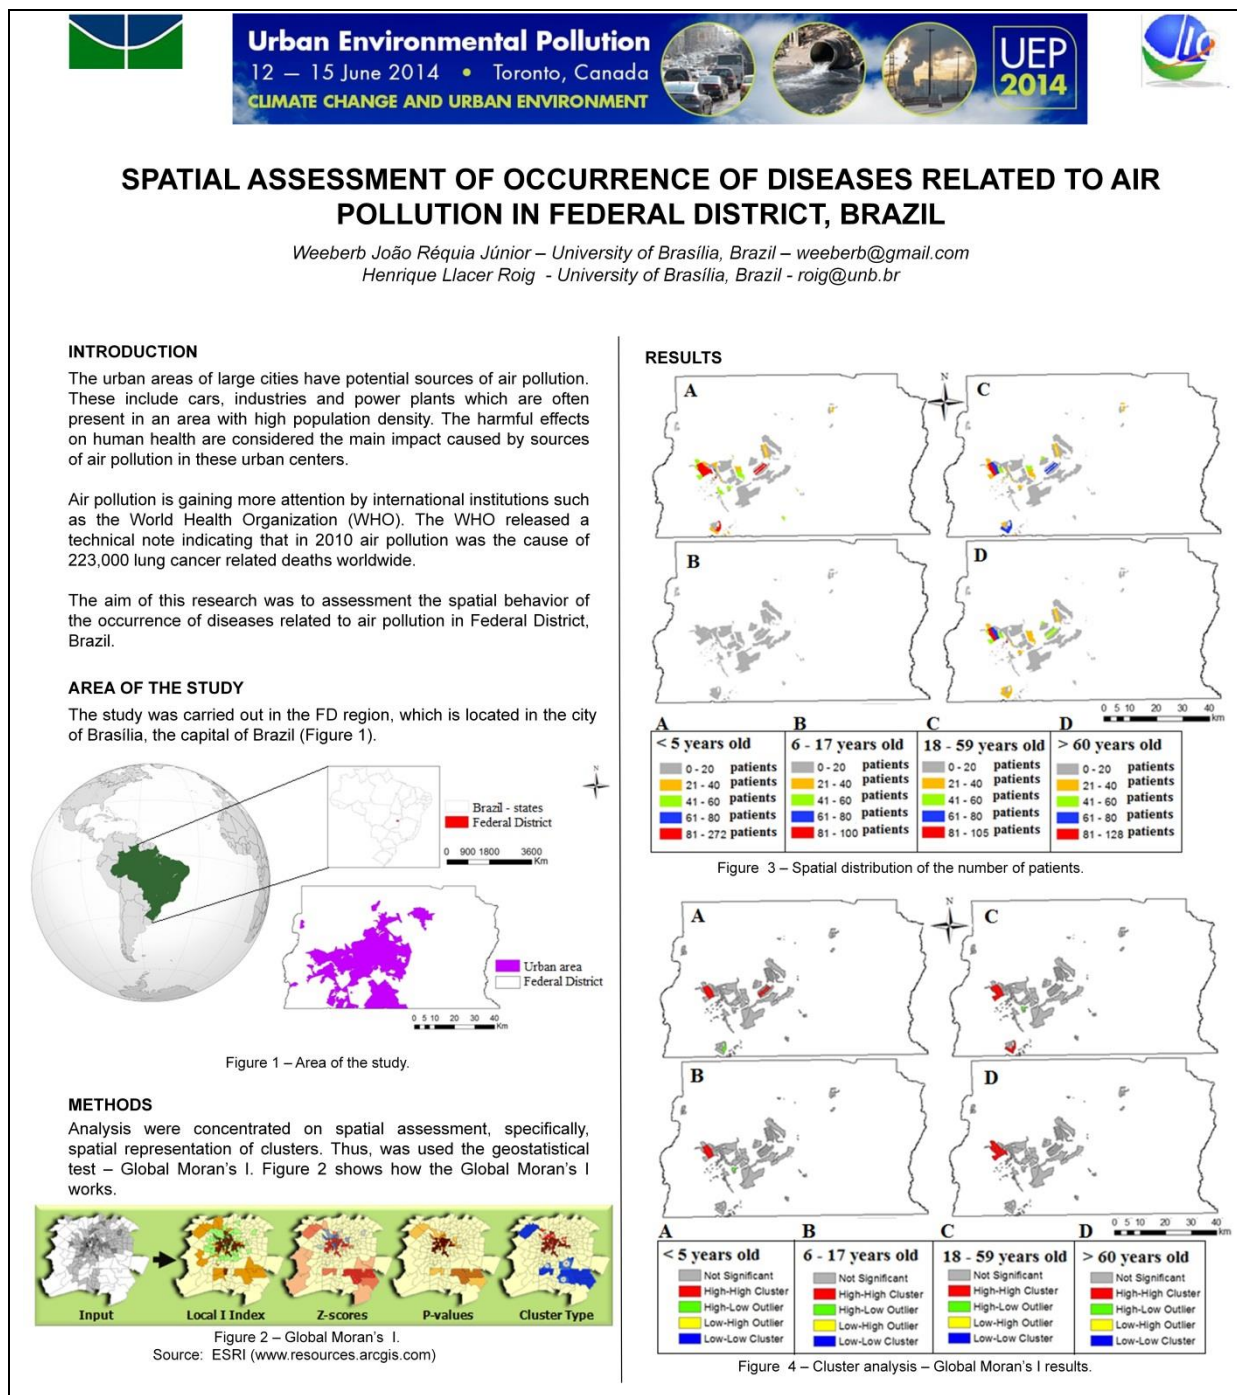 Urban Environmental Pollution
12 — 15 June 2014 • Toronto, Canada
CLIMATE CHANGE AND URBAN ENVIRONMENT
UEP
2014
SPATIAL ASSESSMENT OF OCCURRENCE OF DISEASES RELATED TO AIR
POLLUTION IN FEDERAL DISTRICT, BRAZIL
Weeberb João Réquia Júnior – University of Brasília, Brazil – weeberb@gmail.com
Henrique Llacer Roig - University of Brasília, Brazil - roig@unb.br
INTRODUCTION
The urban areas of large cities have potential sources of air pollution.
These include cars, industries and power plants which are often
present in an area with high population density. The harmful effects
on human health are considered the main impact caused by sources
of air pollution in these urban centers.
Air pollution is gaining more attention by international institutions such
as the World Health Organization (WHO). The WHO released a
technical note indicating that in 2010 air pollution was the cause of
223,000 lung cancer related deaths worldwide.
The aim of this research was to assessment the spatial behavior of
the occurrence of diseases related to air pollution in Federal District,
Brazil.
AREA OF THE STUDY
The study was carried out in the FD region, which is located in the city
of Brasília, the capital of Brazil (Figure 1).
N
Brazil - states
Federal District
0 900 1800 3600
Km
Urban area
Federal District
0 5 10 20 30 40
Km
Figure 1 – Area of the study.
METHODS
Analysis were concentrated on spatial assessment, specifically,
spatial representation of clusters. Thus, was used the geostatistical
test – Global Moran's I. Figure 2 shows how the Global Moran's I
works.
Input Local I Index Z-scores P-values Cluster Type
Figure 2 – Global Moran's I.
Source: ESRI (www.resources.arcgis.com)
RESULTS
A N C
B D
0 5 10 20 30 40
km
A B C D
< 5 years old 6 - 17 years old 18 - 59 years old > 60 years old
0 - 20 patients 0 - 20 patients 0 - 20 patients 0 - 20 patients
21 - 40 patients 21 - 40 patients 21 - 40 patients 21 - 40 patients
41 - 60 patients 41 - 60 patients 41 - 60 patients 41 - 60 patients
61 - 80 patients 61 - 80 patients 61 - 80 patients 61 - 80 patients
81 - 272 patients 81 - 100 patients 81 - 105 patients 81 - 128 patients
Figure 3 – Spatial distribution of the number of patients.
A N C
B D
0 5 10 20 30 40
km
A B C D
< 5 years old 6 - 17 years old 18 - 59 years old > 60 years old
Not Significant Not Significant Not Significant Not Significant
High-High Cluster High-High Cluster High-High Cluster High-High Cluster
High-Low Outlier High-Low Outlier High-Low Outlier High-Low Outlier
Low-High Outlier Low-High Outlier Low-High Outlier Low-High Outlier
Low-Low Cluster Low-Low Cluster Low-Low Cluster Low-Low Cluster
Figure 4 – Cluster analysis – Global Moran's I results.